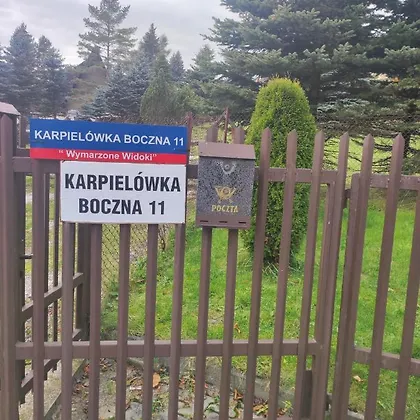 KARPIELÓWKA BOCZNA 11
" Wymarzone Widoki"
KARPIELÓWKA
BOCZNA 11
POCZTA